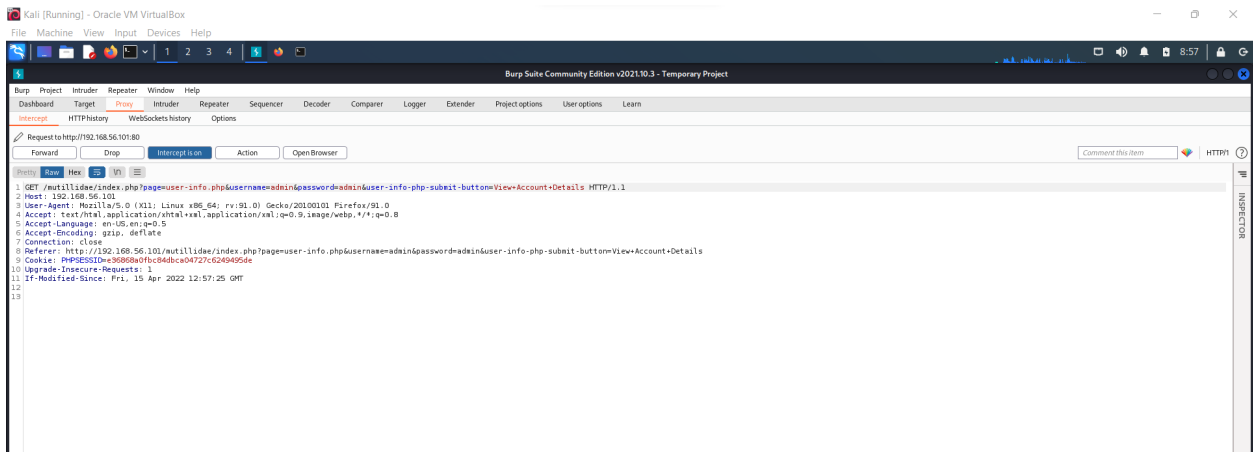 Kali [Running] - Oracle VM VirtualBox
File Machine View Input Devices Help
1 2 3 4 8:57
Burp Suite Community Edition v2021.10.3 - Temporary Project
Burp Project Intruder Repeater Window Help
Dashboard Target Proxy Intruder Repeater Sequencer Decoder Comparer Logger Extender Project options User options Learn
Intercept HTTP history WebSockets history Options
Request to http://192.168.56.101:80
Forward Drop Intercept is on Action Open Browser Comment this item HTTP/1 ?
Pretty Raw Hex \n
INSPECTOR
1 GET /mutillidae/index.php?page=user-info.php&username=admin&password=admin&user-info-php-submit-button=View+Account+Details HTTP/1.1
2 Host: 192.168.56.101
3 User-Agent: Mozilla/5.0 (X11; Linux x86_64; rv:91.0) Gecko/20100101 Firefox/91.0
4 Accept: text/html,application/xhtml+xml,application/xml;q=0.9,image/webp,*/*;q=0.8
5 Accept-Language: en-US,en;q=0.5
6 Accept-Encoding: gzip, deflate
7 Connection: close
8 Referer: http://192.168.56.101/mutillidae/index.php?page=user-info.php&username=admin&password=admin&user-info-php-submit-button=View+Account+Details
9 Cookie: PHPSESSID=e36868a0fbc84dbca04727c6249495de
10 Upgrade-Insecure-Requests: 1
11 If-Modified-Since: Fri, 15 Apr 2022 12:57:25 GMT
12
13